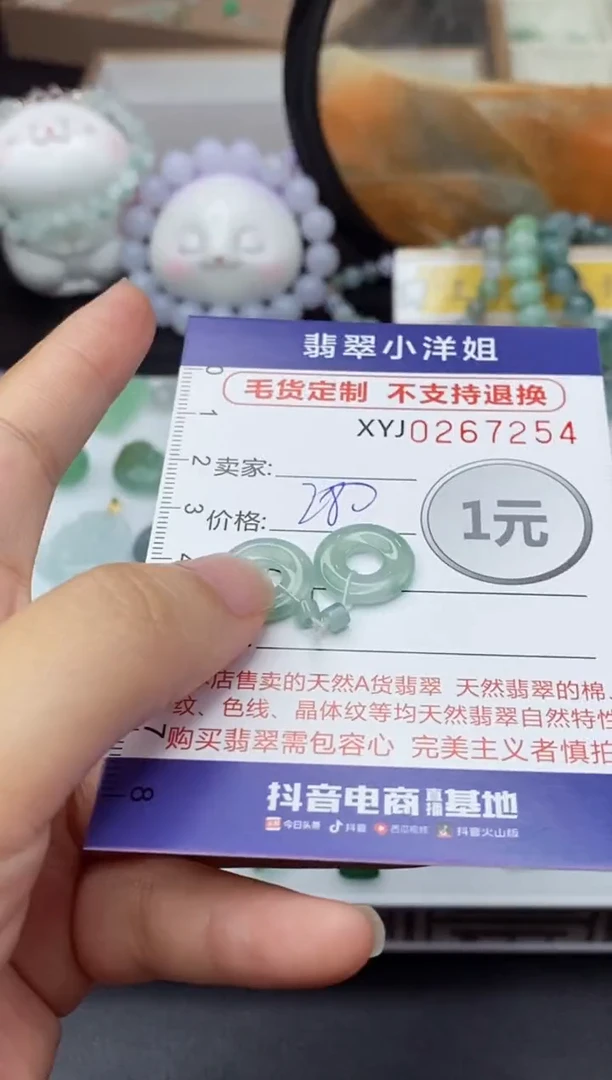 翡翠小洋姐
毛货定制 不支持退换
XYJ0267254
卖家:
价格: 280
1元
0
1
2
3
店售卖的天然A货翡翠 天然翡翠的棉
纹、色线、晶体纹等均天然翡翠自然特性
购买翡翠需包容心 完美主义者慎拍
7
8
抖音电商直播基地
今日头条 抖音 西瓜视频 抖音火山版